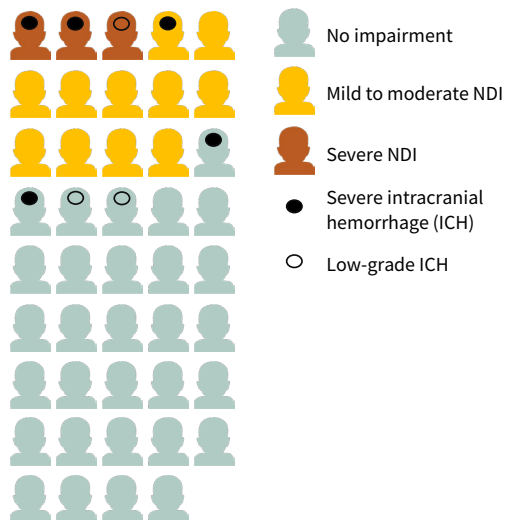 No impairment
Mild to moderate NDI
Severe NDI
Severe intracranial
hemorrhage (ICH)
Low-grade ICH